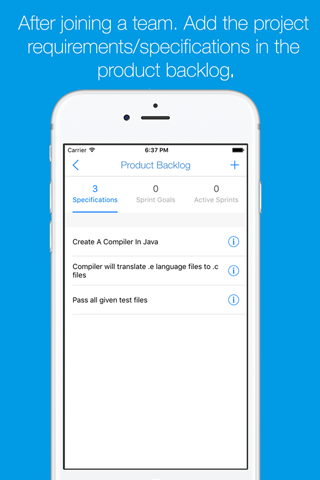 After joining a team. Add the project
requirements/specifications in the
product backlog,
Carrier 6:37 PM
Product Backlog +
3 0 0
Specifications Sprint Goals Active Sprints
Create A Compiler In Java
Compiler will translate .e language files to .c
files
Pass all given test files